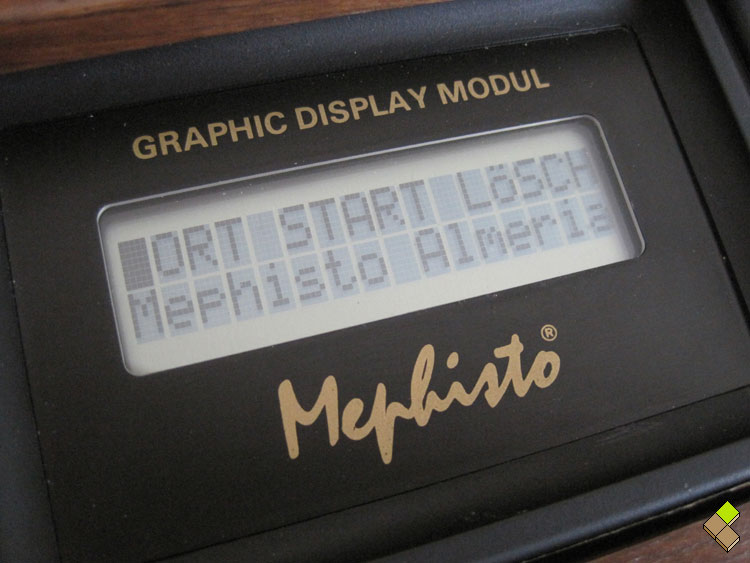 GRAPHIC DISPLAY MODUL
ORT START LÖSCH
Mephisto Almeria
Mephisto®